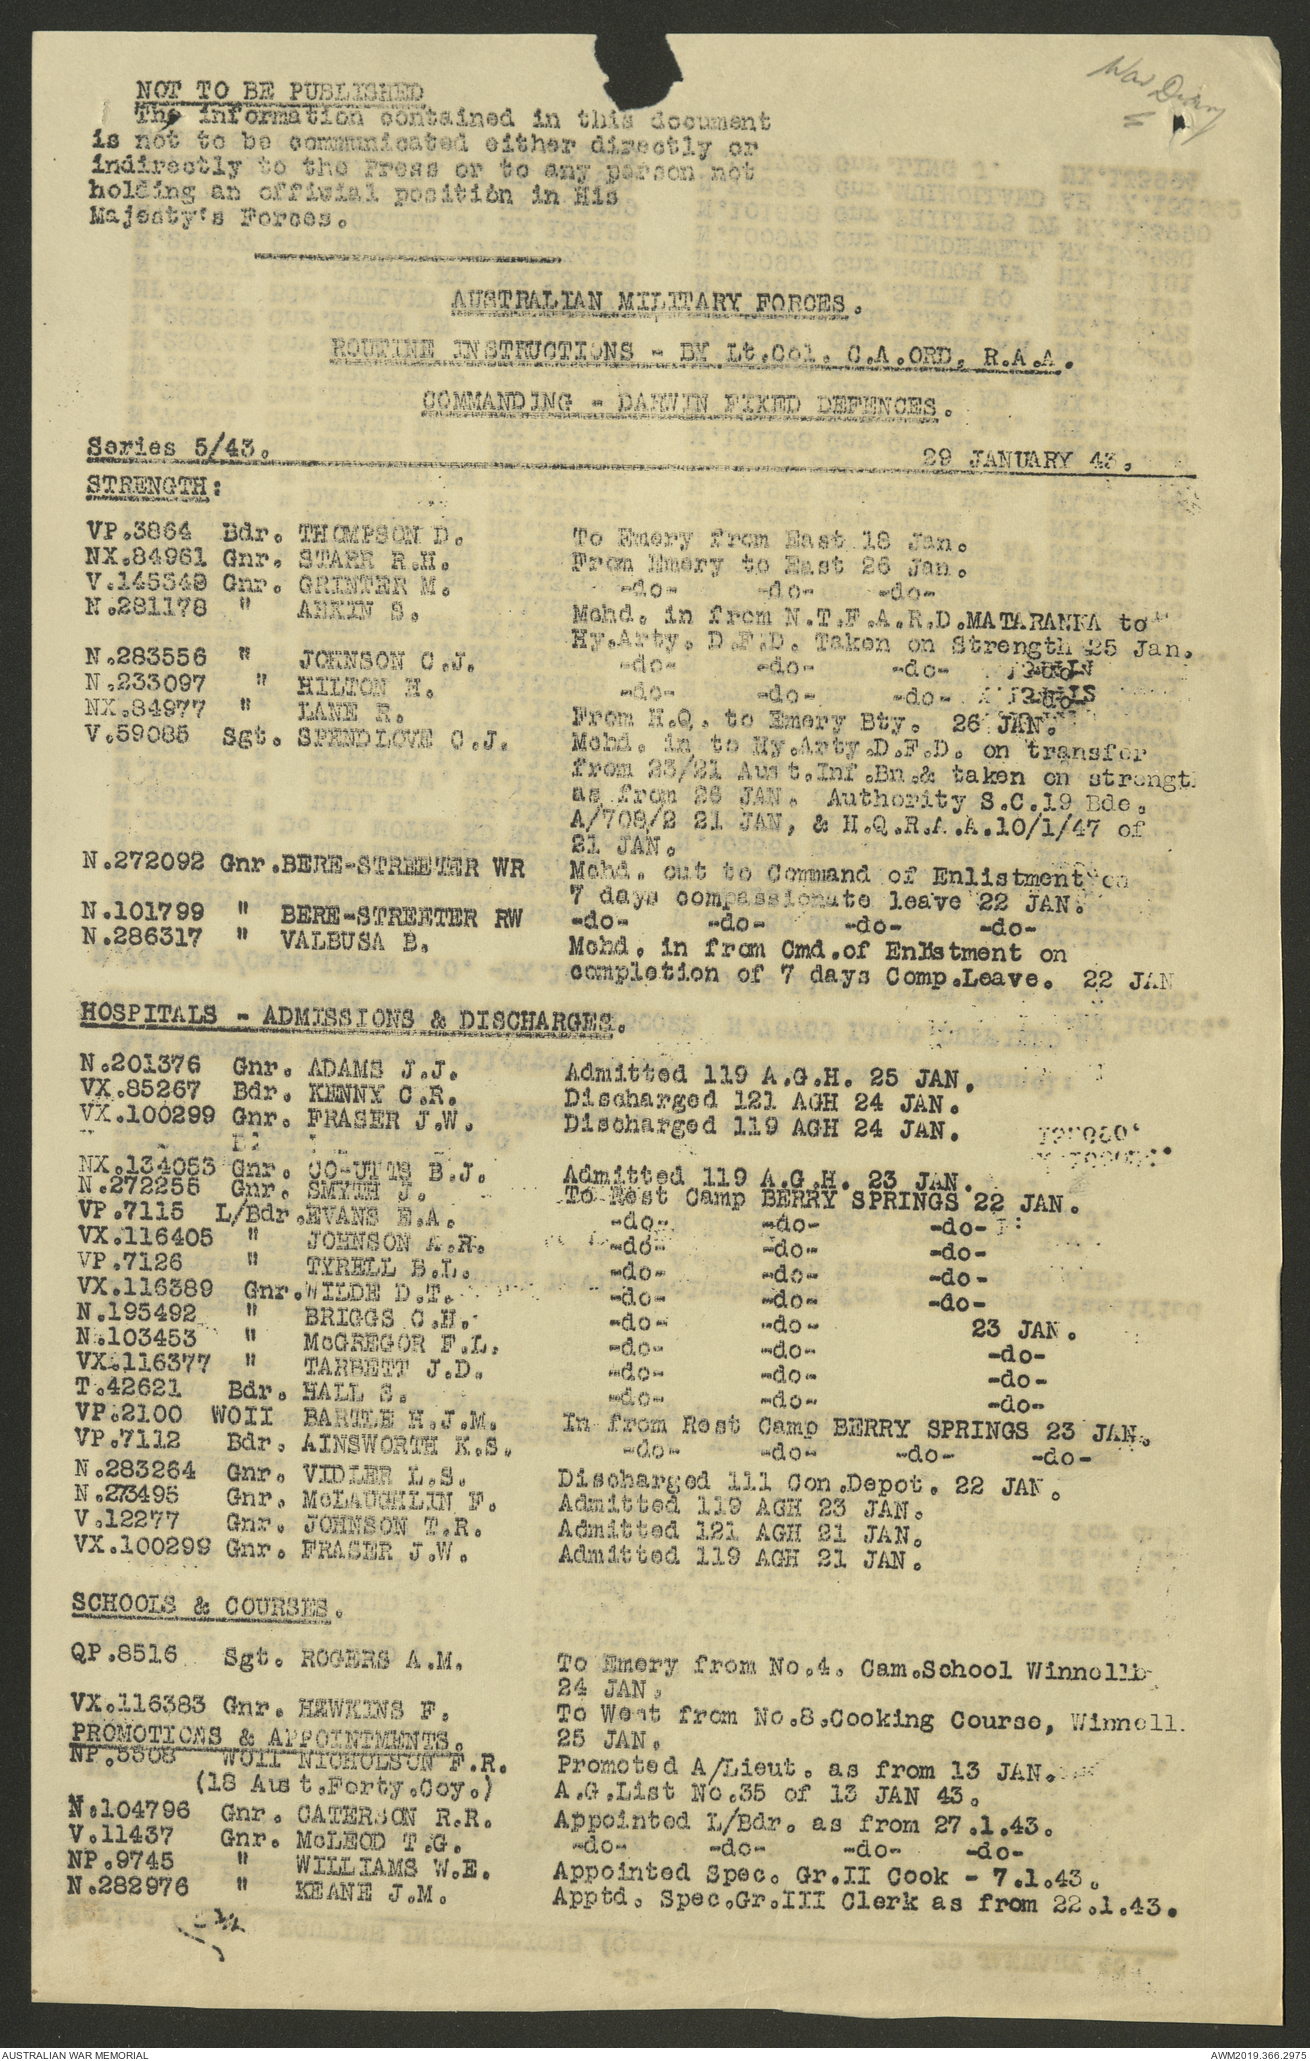 War Diary
NOT TO BE PUBLISHED
The information contained in this document
is not to be communicated either directly or
indirectly to the Press or to any person not
holding an official position in His
Majesty's Forces.
AUSTRALIAN MILITARY FORCES.
ROUTINE INSTRUCTIONS - BY Lt.Col. C.A.ORD, R.A.A.
COMMANDING - DARWIN FIXED DEFENCES.
Series 5/43. 29 JANUARY 43.
STRENGTH:
VP.3864 Bdr. THOMPSON D. To Emery from East 18 Jan.
NX.84961 Gnr. STARR R.H. From Emery to East 26 Jan.
V.145549 Gnr. GRINTER M. -do- -do- -do-
N.281178 " ABKIN S. Mchd. in from N.T.F.A.R.D.MATARANKA to
Hy.Arty. D.F.D. Taken on Strength 25 Jan.
N.283556 " JOHNSON C.J. -do- -do- -do-
N.233097 " HILTON H. -do- -do- -do-
NX.84977 " LANE R. From H.Q. to Emery Bty. 26 JAN.
V.59085 Sgt. SPENDLOVE C.J. Mchd. in to Hy.Arty.D.F.D. on transfer
from 23/21 Aust.Inf.Bn.& taken on strengt
as from 26 JAN. Authority S.C.19 Bde.
A/708/2 21 JAN, & H.Q.R.A.A.10/1/47 of
21 JAN.
N.272092 Gnr.BERE-STREETER WR Mchd. out to Command of Enlistment on
7 days compassionate leave 22 JAN.
N.101799 " BERE-STREETER RW -do- -do- -do- -do-
N.286317 " VALBUSA B. Mchd. in from Cmd.of Enlistment on
completion of 7 days Comp.Leave. 22 JAN
HOSPITALS - ADMISSIONS & DISCHARGES.
N.201376 Gnr. ADAMS J.J. Admitted 119 A.G.H. 25 JAN.
VX.85267 Bdr. KENNY C.R. Discharged 121 AGH 24 JAN.
VX.100299 Gnr. FRASER J.W. Discharged 119 AGH 24 JAN.
NX.134053 Gnr. CO-UTTS B.J. Admitted 119 A.G.H. 23 JAN.
N.272255 Gnr. SMYTH J. To Rest Camp BERRY SPRINGS 22 JAN.
VP.7115 L/Bdr.EVANS E.A. -do- -do- -do-
VX.116405 " JOHNSON A.R. -do- -do- -do-
VP.7126 " TYRELL B.L. -do- -do- -do-
VX.116389 Gnr.WILDE D.T. -do- -do- -do-
N.195492 " BRIGGS C.H. -do- -do- 23 JAN.
N.103453 " McGREGOR F.L. -do- -do- -do-
VX.116377 " TARBETT J.D. -do- -do- -do-
T.42621 Bdr. HALL S. -do- -do- -do-
VP.2100 WOII BARTLE H.J.M. In from Rest Camp BERRY SPRINGS 23 JAN.
VP.7112 Bdr. AINSWORTH K.S. -do- -do- -do- -do-
N.283264 Gnr. VIDLER L.S. Discharged 111 Con.Depot. 22 JAN.
N.273495 Gnr. McLAUGHLIN F. Admitted 119 AGH 23 JAN.
V.12277 Gnr. JOHNSON T.R. Admitted 121 AGH 21 JAN.
VX.100299 Gnr. FRASER J.W. Admitted 119 AGH 21 JAN.
SCHOOLS & COURSES.
QP.8516 Sgt. ROGERS A.M. To Emery from No.4. Cam.School Winnellb
24 JAN.
VX.116383 Gnr. HEWKINS F. To West from No.8.Cooking Course, Winnell.
25 JAN.
PROMOTIONS & APPOINTMENTS.
NP.5508 WOII NICHOLSON F.R. Promoted A/Lieut. as from 13 JAN.
(18 Aust.Forty.Coy.) A.G.List No.35 of 13 JAN 43.
N.104796 Gnr. CATERSON R.R. Appointed L/Bdr. as from 27.1.43.
V.11437 Gnr. McLEOD T.G. -do- -do- -do- -do-
NP.9745 " WILLIAMS W.E. Appointed Spec. Gr.II Cook - 7.1.43.
N.282976 " KEANE J.M. Apptd. Spec.Gr.III Clerk as from 22.1.43.
AUSTRALIAN WAR MEMORIAL
AWM2019.366.2975